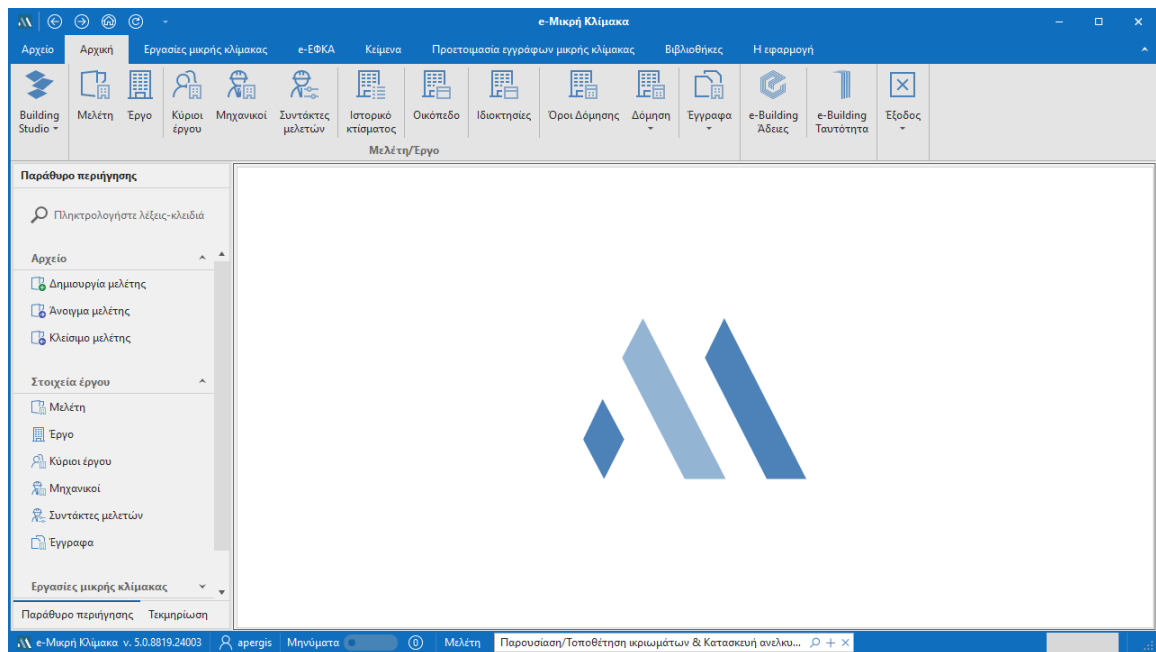 e-Μικρή Κλίμακα
Αρχείο Αρχική Εργασίες μικρής κλίμακας e-ΕΦΚΑ Κείμενα Προετοιμασία εγγράφων μικρής κλίμακας Βιβλιοθήκες Η εφαρμογή
Building Studio
Μελέτη
Έργο
Κύριοι έργου
Μηχανικοί
Συντάκτες μελετών
Ιστορικό κτίσματος
Οικόπεδο
Ιδιοκτησίες
Όροι Δόμησης
Δόμηση
Έγγραφα
e-Building Άδειες
e-Building Ταυτότητα
Έξοδος
Μελέτη/Έργο
Παράθυρο περιήγησης
Πληκτρολογήστε λέξεις-κλειδιά
Αρχείο
Δημιουργία μελέτης
Άνοιγμα μελέτης
Κλείσιμο μελέτης
Στοιχεία έργου
Μελέτη
Έργο
Κύριοι έργου
Μηχανικοί
Συντάκτες μελετών
Έγγραφα
Εργασίες μικρής κλίμακας
Παράθυρο περιήγησης Τεκμηρίωση
e-Μικρή Κλίμακα v. 5.0.8819.24003 apergis Μηνύματα (0) Μελέτη Παρουσίαση/Τοποθέτηση ικριωμάτων & Κατασκευή ανελκυ...